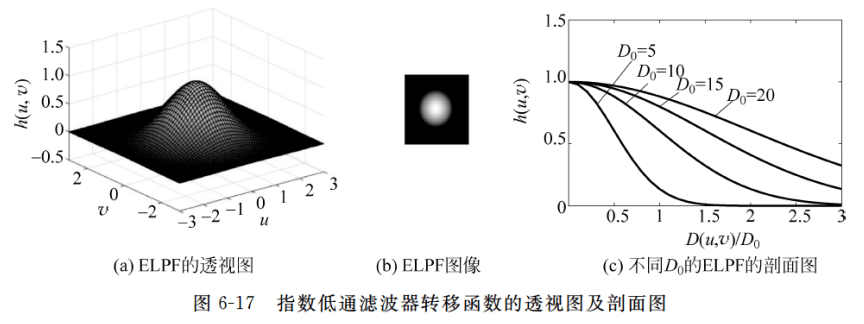 1.5
1.0
0.5
0
−0.5
h(u, v)
2
0
−2
v
−3
−2
−1
0
1
2
3
u
(a) ELPF的透视图
(b) ELPF图像
1.5
1.0
0.5
0
h(u,v)
D₀=5
D₀=10
D₀=15
D₀=20
0.5
1
1.5
2
2.5
3
D(u,v)/D₀
(c) 不同D₀的ELPF的剖面图
图 6-17 指数低通滤波器转移函数的透视图及剖面图